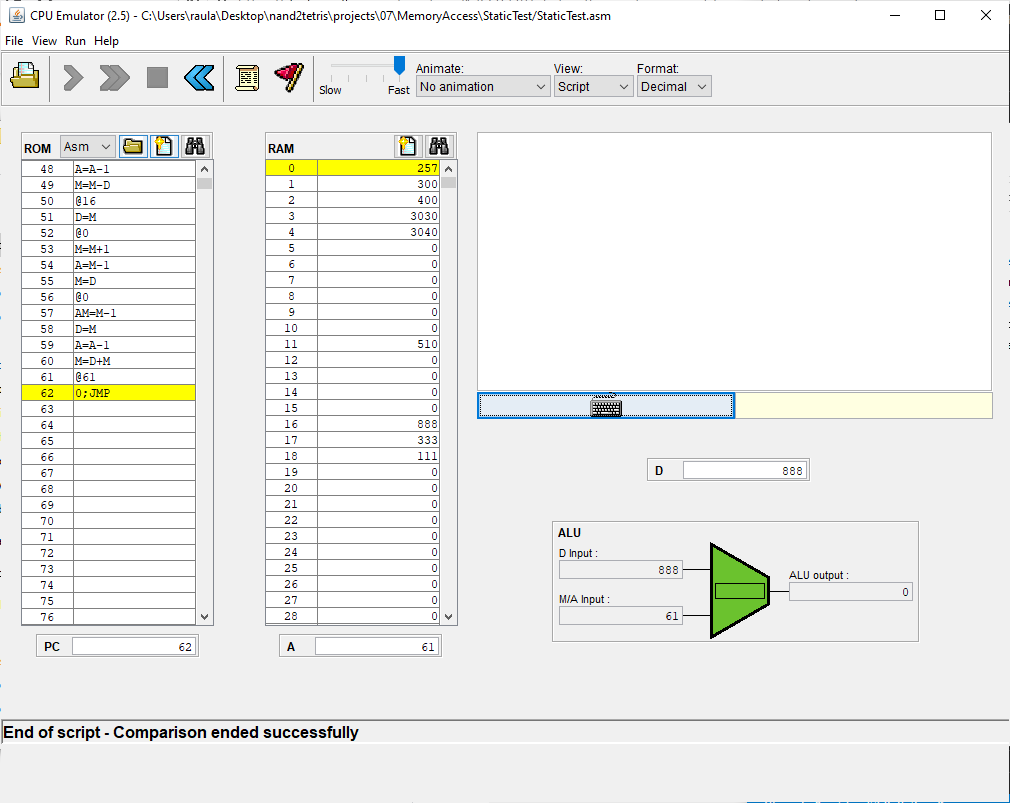 CPU Emulator (2.5) - C:\Users\raula\Desktop\nand2tetris\projects\07\MemoryAccess\StaticTest/StaticTest.asm
File View Run Help
Slow Fast
Animate: View: Format:
No animation Script Decimal
ROM Asm
48 A=A-1
49 M=M-D
50 @16
51 D=M
52 @0
53 M=M+1
54 A=M-1
55 M=D
56 @0
57 AM=M-1
58 D=M
59 A=A-1
60 M=D+M
61 @61
62 0;JMP
63
64
65
66
67
68
69
70
71
72
73
74
75
76
PC 62
RAM
0 257
1 300
2 400
3 3030
4 3040
5 0
6 0
7 0
8 0
9 0
10 0
11 510
12 0
13 0
14 0
15 0
16 888
17 333
18 111
19 0
20 0
21 0
22 0
23 0
24 0
25 0
26 0
27 0
28 0
A 61
D 888
ALU
D Input :
888
M/A Input :
61
ALU output :
0
End of script - Comparison ended successfully